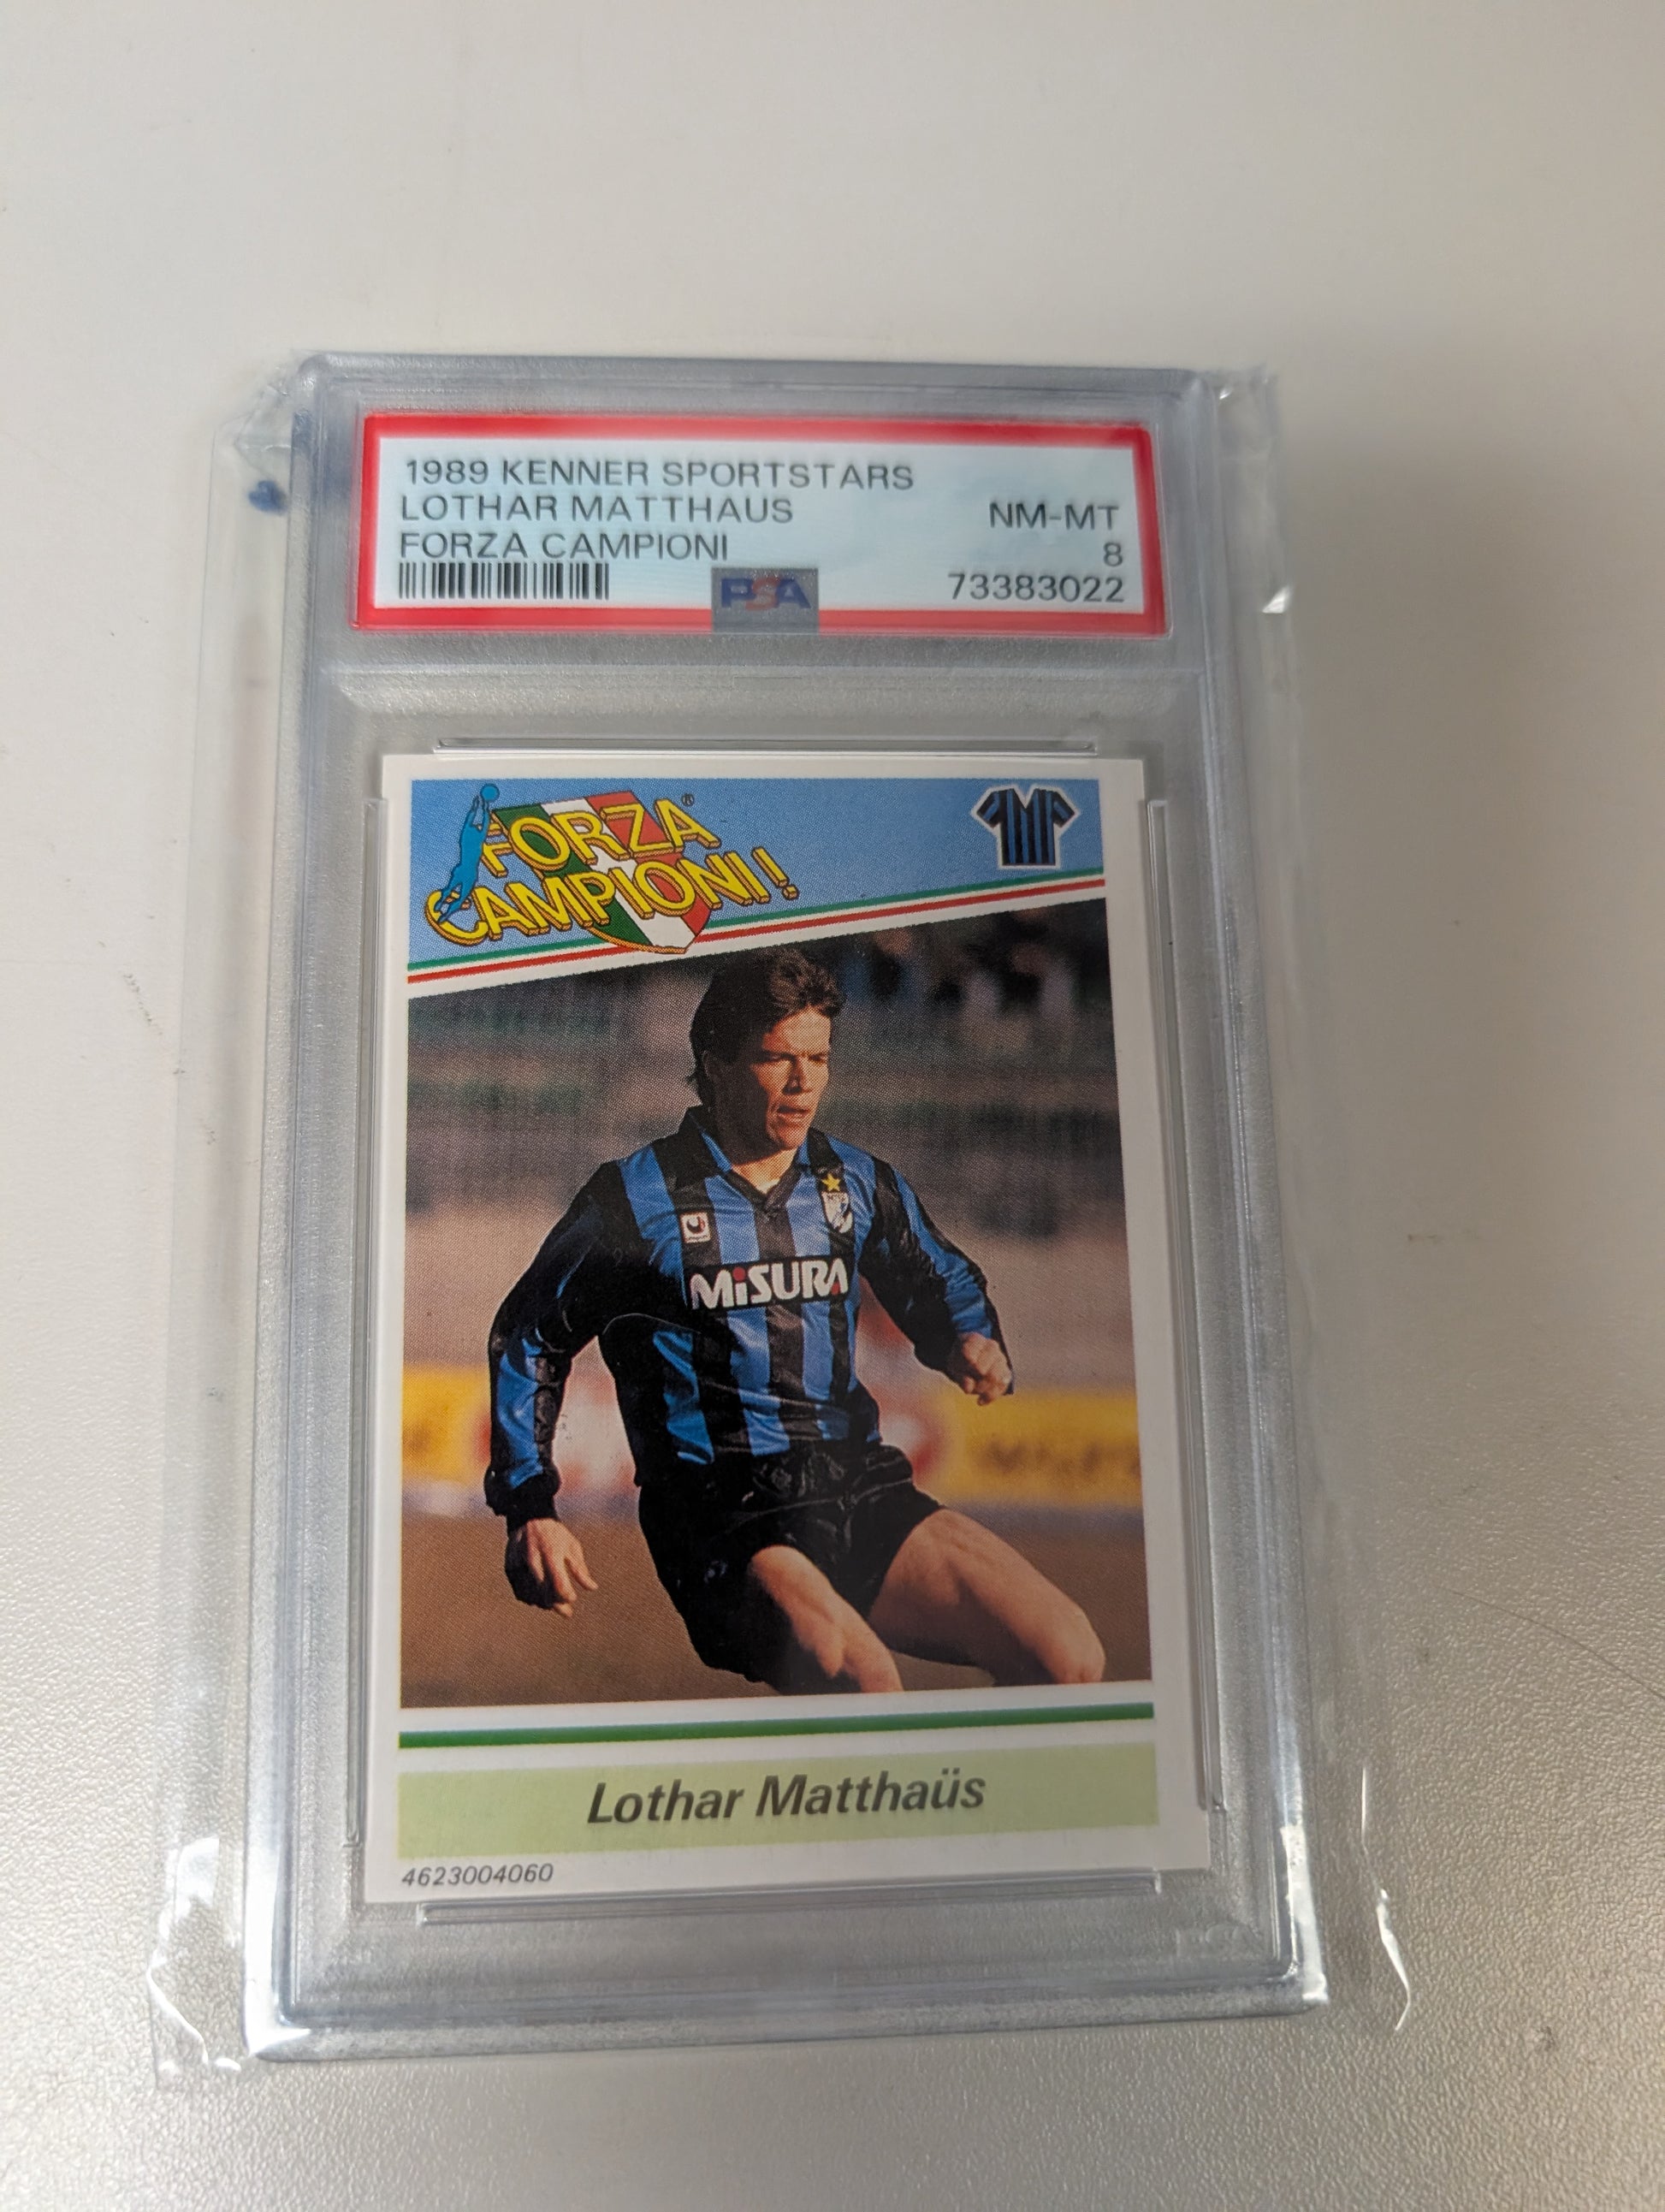 1989 KENNER SPORTSTARS
LOTHAR MATTHAUS
NM-MT
FORZA CAMPIONI
8
PSA
73383022
FORZA®
CAMPIONI!
MiSURA
Lothar Matthaüs
4623004060